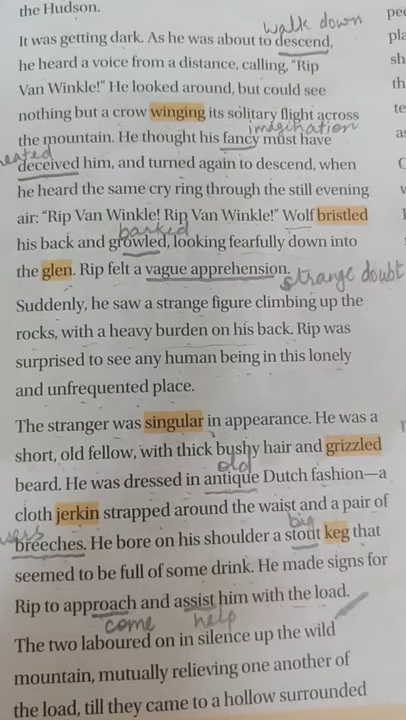 the Hudson.
walk down
It was getting dark. As he was about to descend,
he heard a voice from a distance, calling, "Rip
Van Winkle!" He looked around, but could see
nothing but a crow winging its solitary flight across
imagination
the mountain. He thought his fancy must have
deceived him, and turned again to descend, when
he heard the same cry ring through the still evening
air: "Rip Van Winkle! Rip Van Winkle!" Wolf bristled
barked
his back and growled, looking fearfully down into
the glen. Rip felt a vague apprehension.
strange doubt
Suddenly, he saw a strange figure climbing up the
rocks, with a heavy burden on his back. Rip was
surprised to see any human being in this lonely
and unfrequented place.
The stranger was singular in appearance. He was a
short, old fellow, with thick bushy hair and grizzled
old
beard. He was dressed in antique Dutch fashion—a
cloth jerkin strapped around the waist and a pair of
big
breeches. He bore on his shoulder a stout keg that
seemed to be full of some drink. He made signs for
Rip to approach and assist him with the load.
come help
The two laboured on in silence up the wild
mountain, mutually relieving one another of
the load, till they came to a hollow surrounded